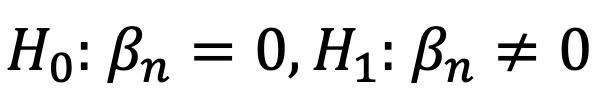 H₀: βₙ = 0, H₁: βₙ ≠ 0